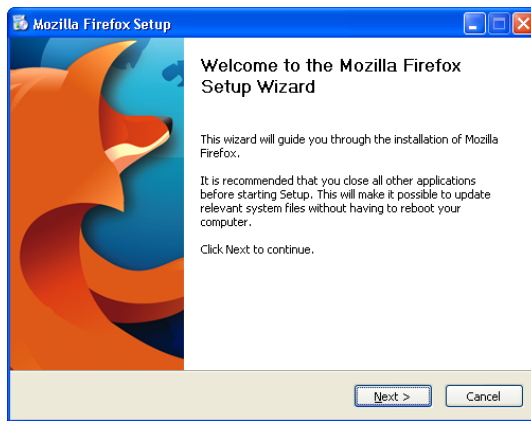 Mozilla Firefox Setup
Welcome to the Mozilla Firefox
Setup Wizard
This wizard will guide you through the installation of Mozilla
Firefox.
It is recommended that you close all other applications
before starting Setup. This will make it possible to update
relevant system files without having to reboot your
computer.
Click Next to continue.
Next > Cancel